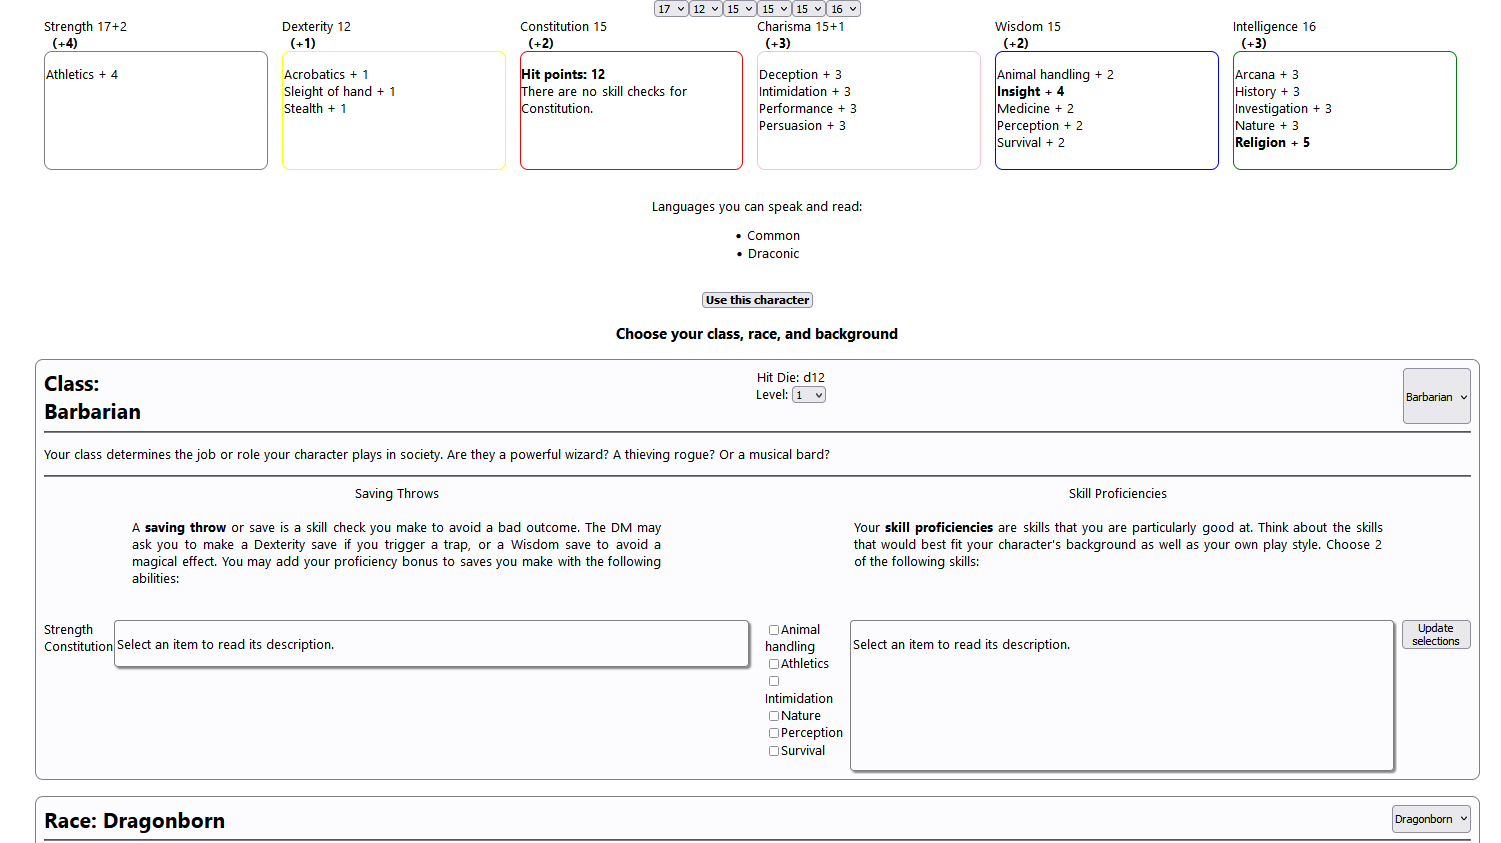 17 12 15 15 15 16
Strength 17+2
(+4)
Athletics + 4
Dexterity 12
(+1)
Acrobatics + 1
Sleight of hand + 1
Stealth + 1
Constitution 15
(+2)
Hit points: 12
There are no skill checks for
Constitution.
Charisma 15+1
(+3)
Deception + 3
Intimidation + 3
Performance + 3
Persuasion + 3
Wisdom 15
(+2)
Animal handling + 2
Insight + 4
Medicine + 2
Perception + 2
Survival + 2
Intelligence 16
(+3)
Arcana + 3
History + 3
Investigation + 3
Nature + 3
Religion + 5
Languages you can speak and read:
• Common
• Draconic
Use this character
Choose your class, race, and background
Class:
Barbarian
Hit Die: d12
Level: 1
Barbarian
Your class determines the job or role your character plays in society. Are they a powerful wizard? A thieving rogue? Or a musical bard?
Saving Throws
A saving throw or save is a skill check you make to avoid a bad outcome. The DM may
ask you to make a Dexterity save if you trigger a trap, or a Wisdom save to avoid a
magical effect. You may add your proficiency bonus to saves you make with the following
abilities:
Strength
Constitution
Select an item to read its description.
Skill Proficiencies
Your skill proficiencies are skills that you are particularly good at. Think about the skills
that would best fit your character's background as well as your own play style. Choose 2
of the following skills:
Animal
handling
Athletics
Intimidation
Nature
Perception
Survival
Select an item to read its description.
Update
selections
Race: Dragonborn
Dragonborn